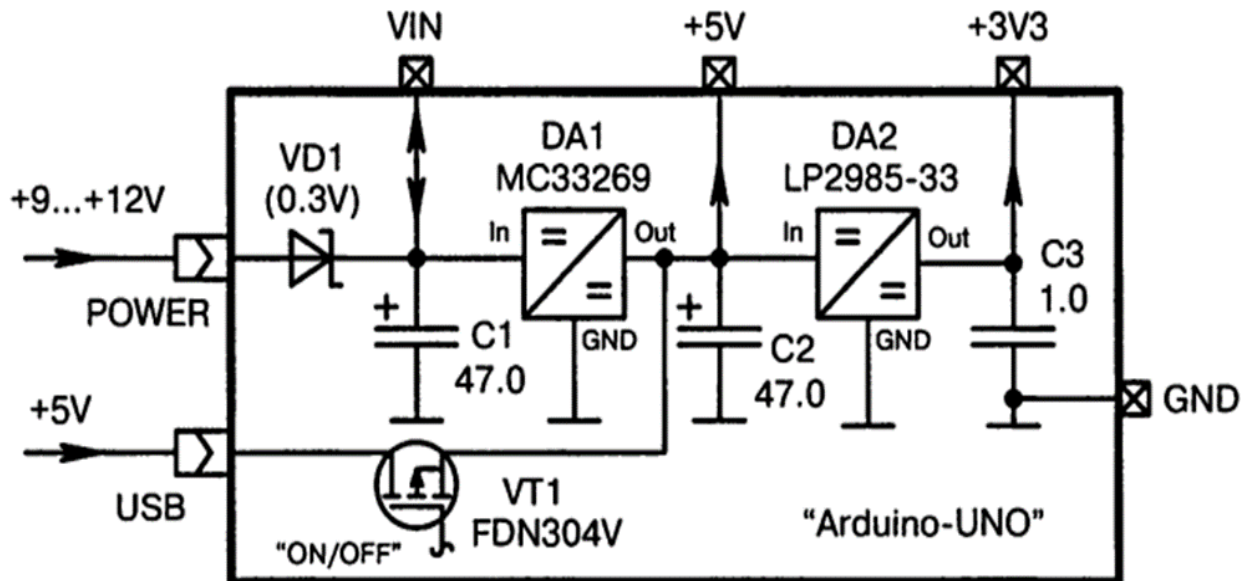 VIN
+5V
+3V3
DA1
MC33269
DA2
LP2985-33
VD1
(0.3V)
+9...+12V
POWER
In
Out
GND
In
Out
GND
+
C1
47.0
+
C2
47.0
C3
1.0
GND
+5V
USB
VT1
FDN304V
"ON/OFF"
"Arduino-UNO"